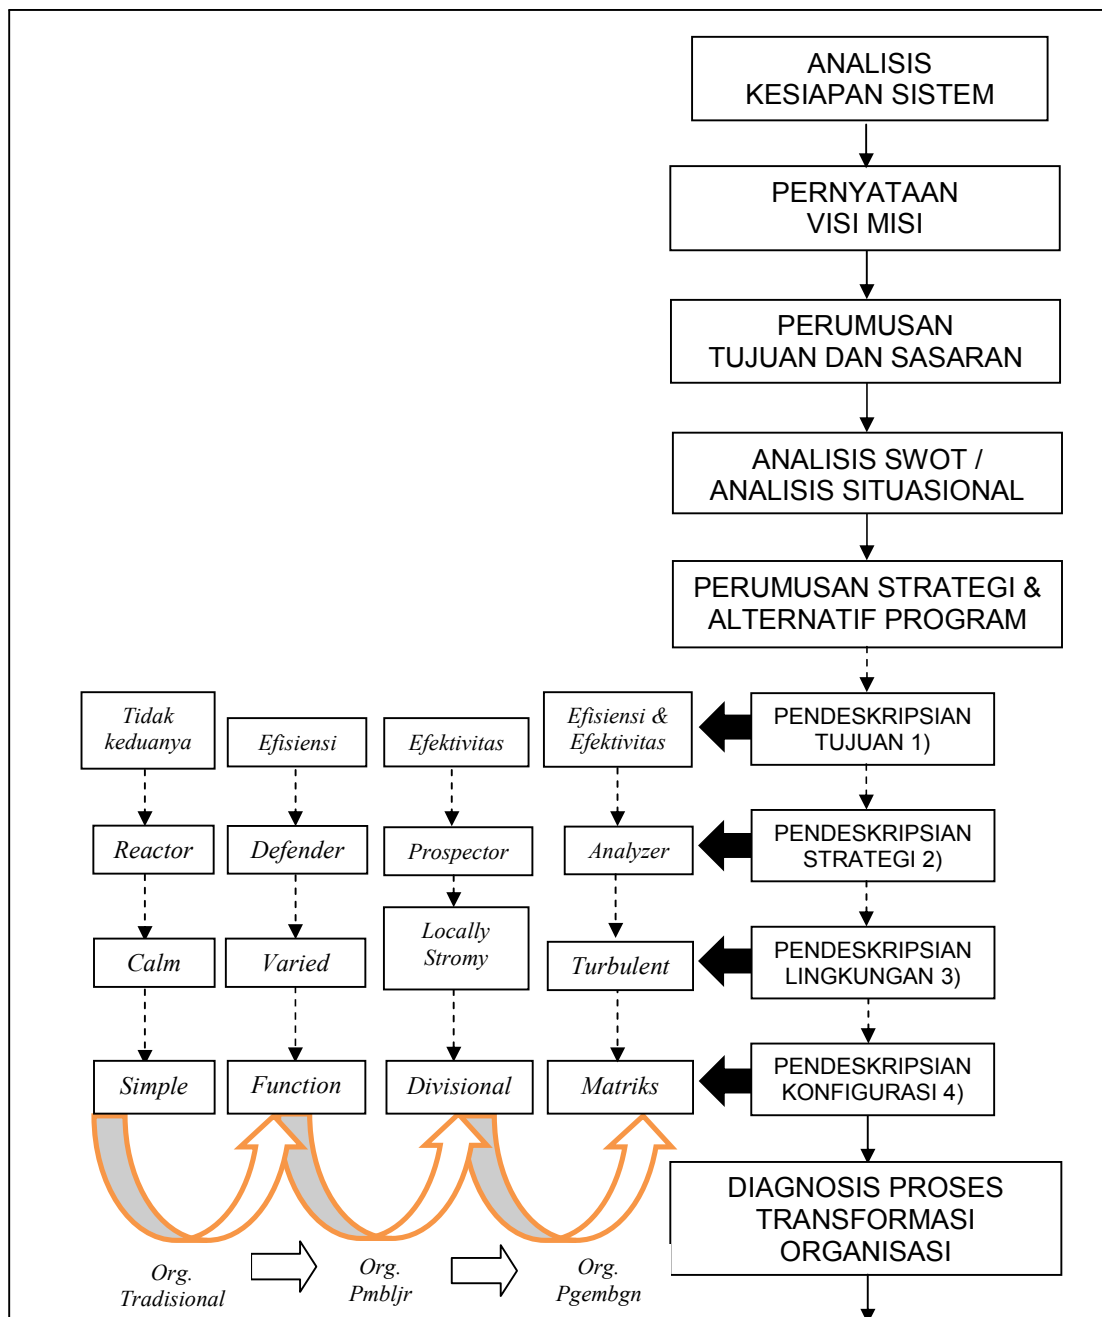 ANALISIS
KESIAPAN SISTEM
PERNYATAAN
VISI MISI
PERUMUSAN
TUJUAN DAN SASARAN
ANALISIS SWOT /
ANALISIS SITUASIONAL
PERUMUSAN STRATEGI &
ALTERNATIF PROGRAM
Tidak
keduanya
Efisiensi
Efektivitas
Efisiensi &
Efektivitas
PENDESKRIPSIAN
TUJUAN 1)
Reactor
Defender
Prospector
Analyzer
PENDESKRIPSIAN
STRATEGI 2)
Calm
Varied
Locally
Stromy
Turbulent
PENDESKRIPSIAN
LINGKUNGAN 3)
Simple
Function
Divisional
Matriks
PENDESKRIPSIAN
KONFIGURASI 4)
DIAGNOSIS PROSES
TRANSFORMASI
ORGANISASI
Org.
Tradisional
Org.
Pmbljr
Org.
Pgembgn